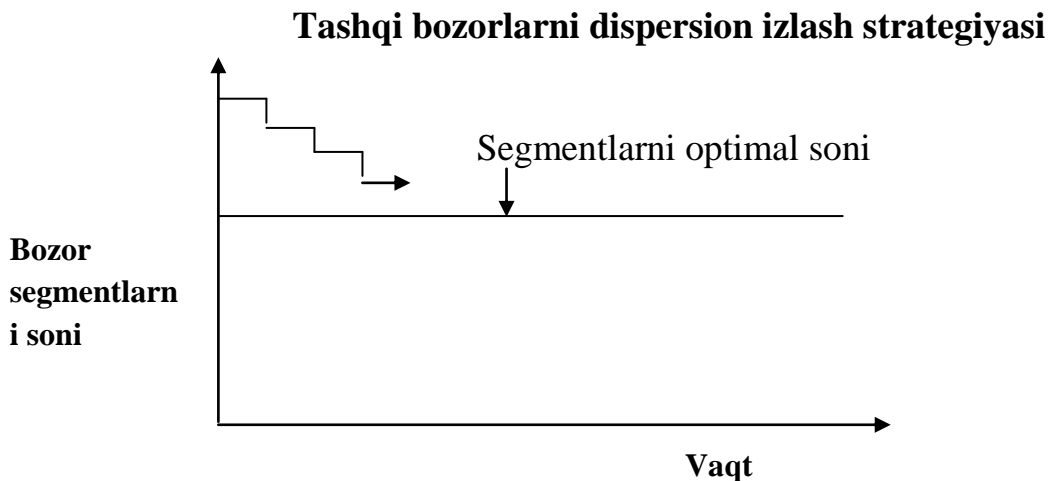 Tashqi bozorlarni dispersion izlash strategiyasi
Segmentlarni optimal soni
Bozor
segmentlarn
i soni
Vaqt